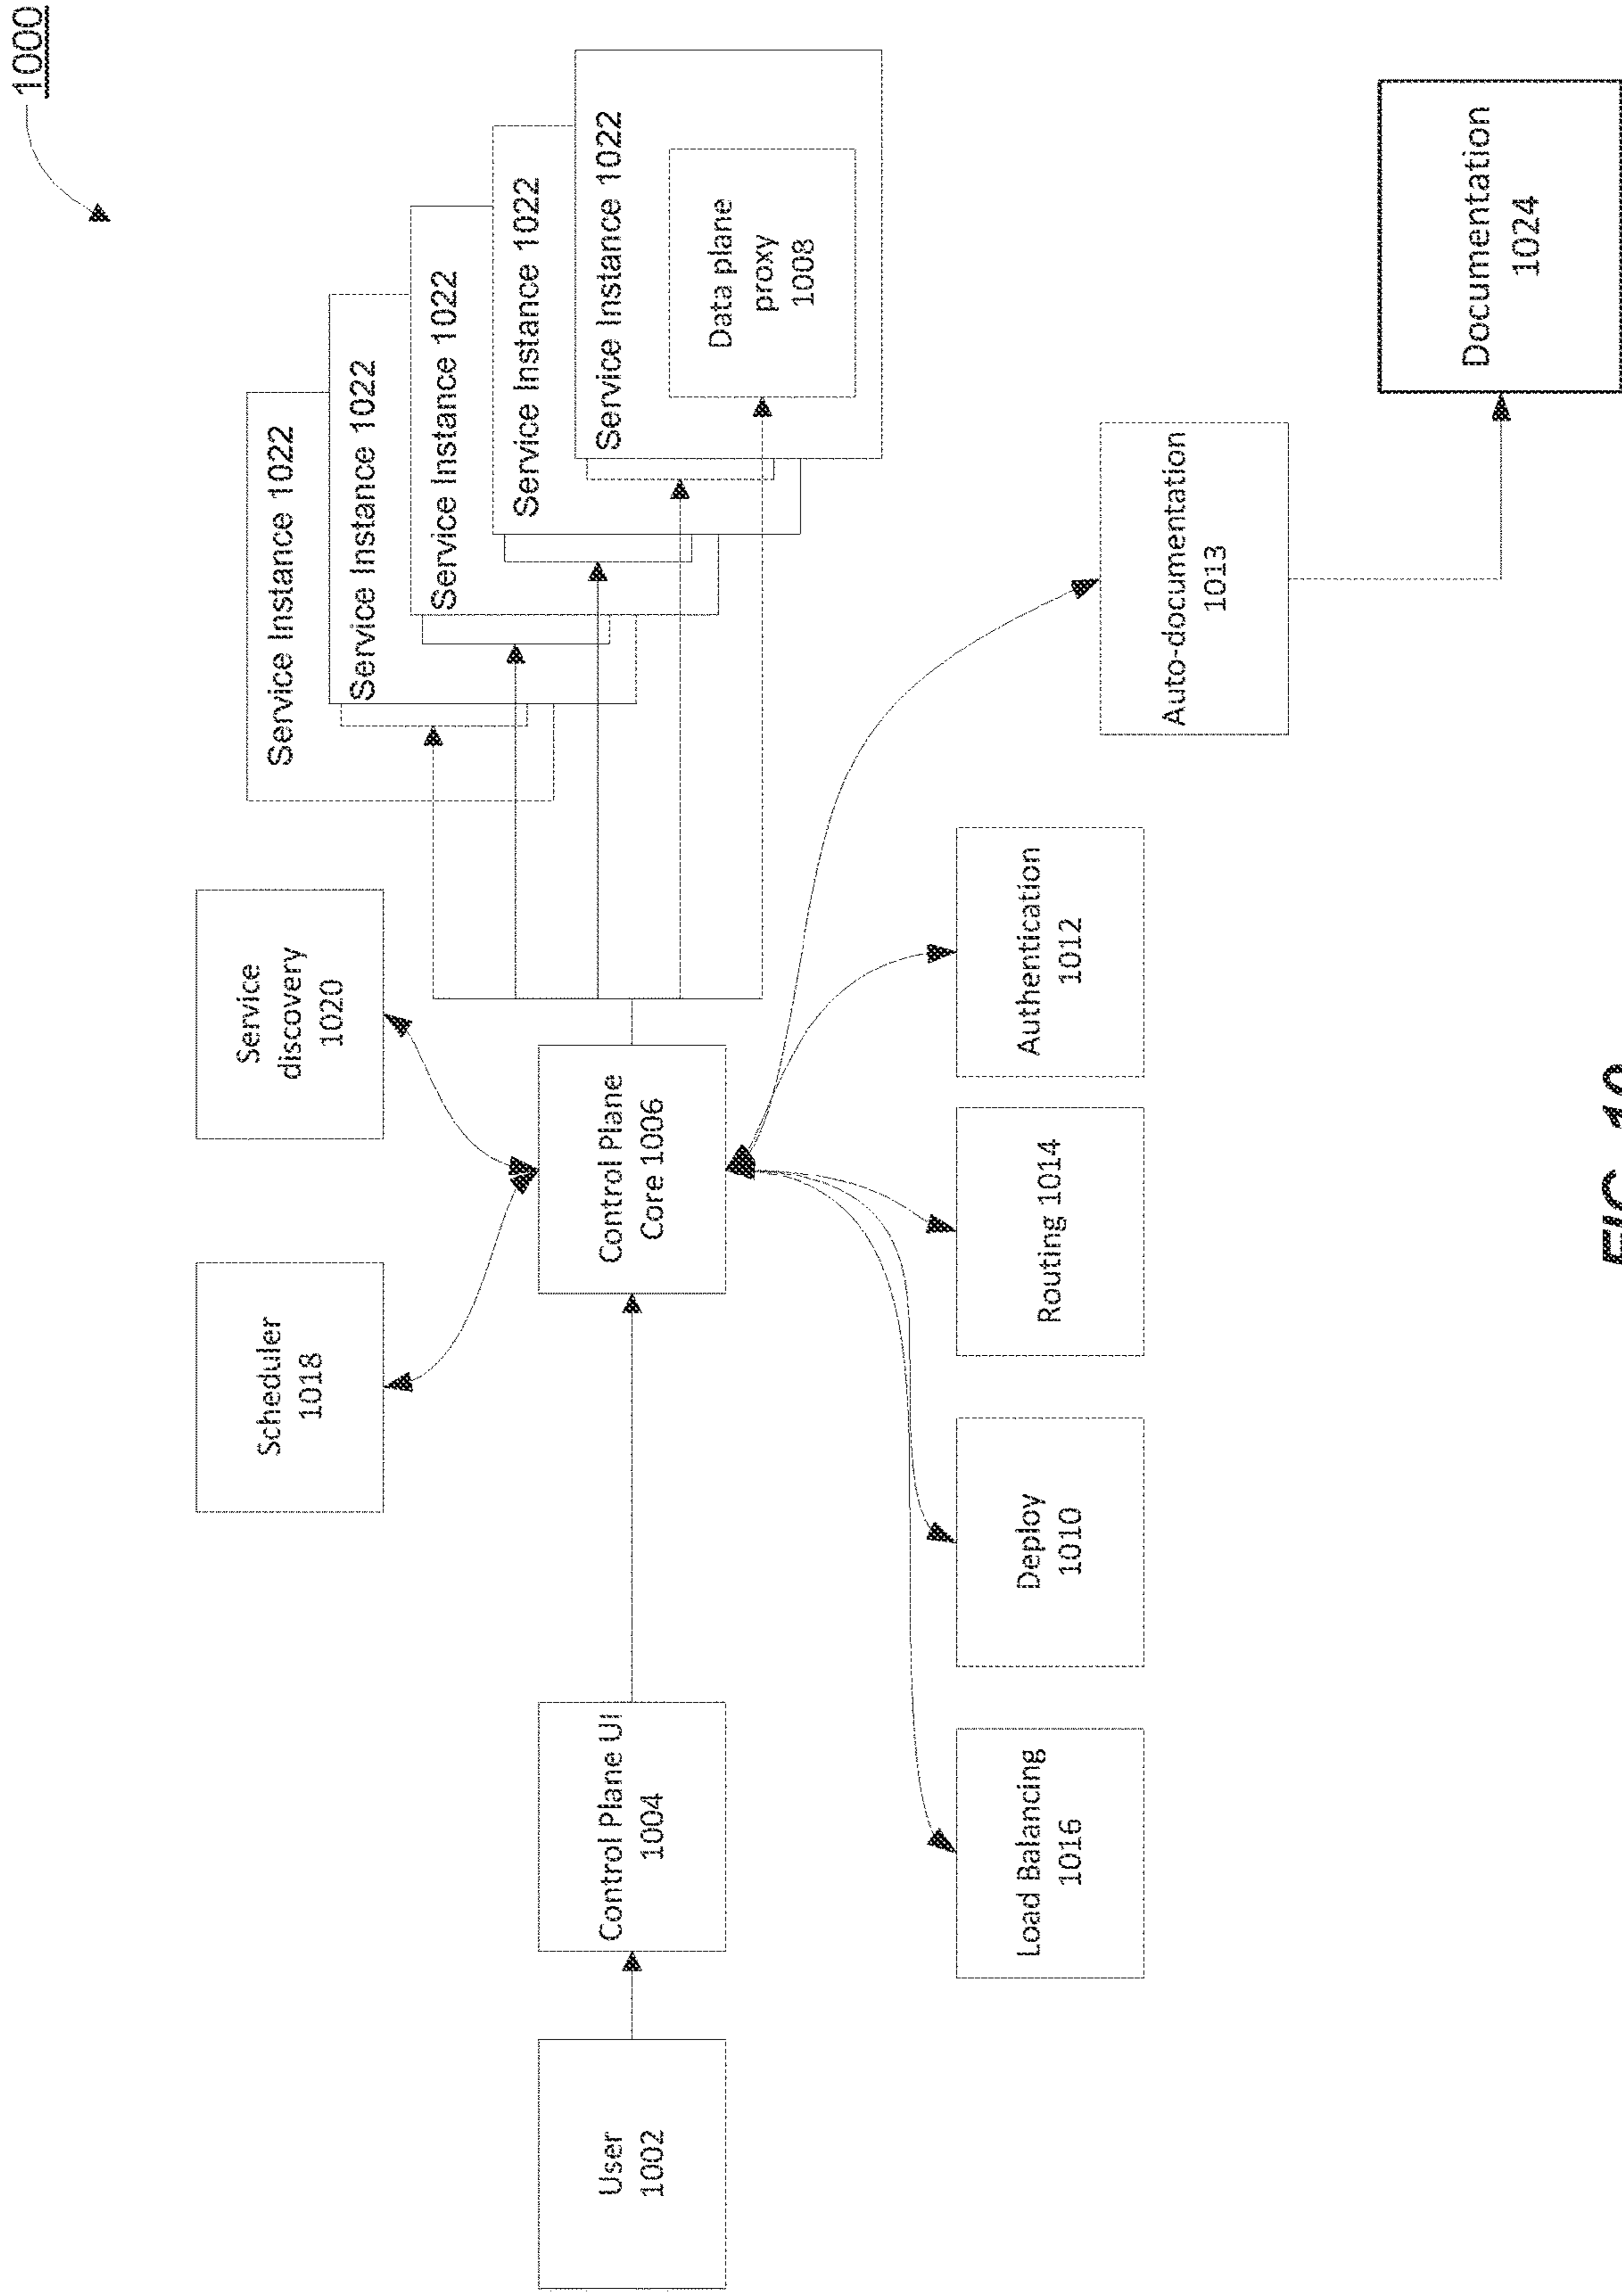 1000
Service Instance 1022
Service Instance 1022
Service Instance 1022
Service Instance 1022
Service Instance 1022
Data plane
proxy
1008
Scheduler
1018
Service
discovery
1020
User
1002
Control Plane UI
1004
Control Plane
Core 1006
Load Balancing
1016
Deploy
1010
Routing 1014
Authentication
1012
Auto-documentation
1013
Documentation
1024